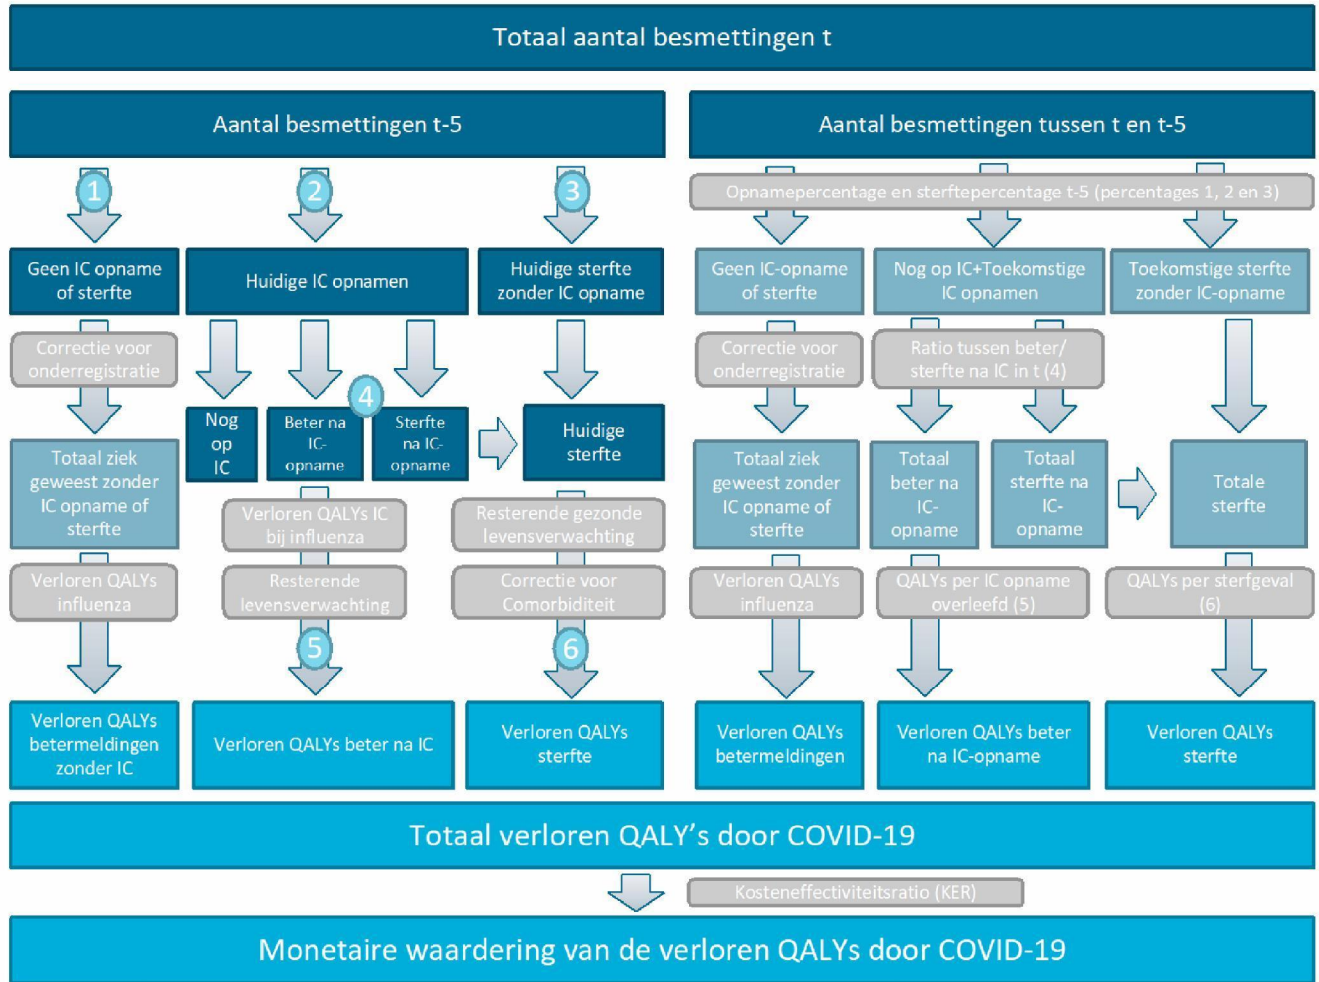 Totaal aantal besmettingen t
Aantal besmettingen t-5
Aantal besmettingen tussen t en t-5
1
2
3
Opnamepercentage en sterftepercentage t-5 (percentages 1, 2 en 3)
Geen IC opname
of sterfte
Huidige IC opnamen
Huidige sterfte
zonder IC opname
Geen IC-opname
of sterfte
Nog op IC+Toekomstige
IC opnamen
Toekomstige sterfte
zonder IC-opname
Correctie voor
onderregistratie
Correctie voor
onderregistratie
Ratio tussen beter/
sterfte na IC in t (4)
4
Nog
op
IC
Beter na
IC-
opname
Sterfte
na IC-
opname
Huidige
sterfte
Totaal ziek
geweest zonder
IC opname of
sterfte
Totaal ziek
geweest zonder
IC opname of
sterfte
Totaal
beter na
IC-
opname
Totaal
sterfte na
IC-
opname
Totale
sterfte
Verloren QALYs IC
bij influenza
Resterende gezonde
levensverwachting
Verloren QALYs
influenza
Resterende
levensverwachting
Correctie voor
Comorbiditeit
Verloren QALYs
influenza
QALYs per IC opname
overleefd (5)
QALYs per sterfgeval
(6)
5
6
Verloren QALYs
betermeldingen
zonder IC
Verloren QALYs beter na IC
Verloren QALYs
sterfte
Verloren QALYs
betermeldingen
Verloren QALYs beter
na IC-opname
Verloren QALYs
sterfte
Totaal verloren QALY's door COVID-19
Kosteneffectiviteitsratio (KER)
Monetaire waardering van de verloren QALYs door COVID-19